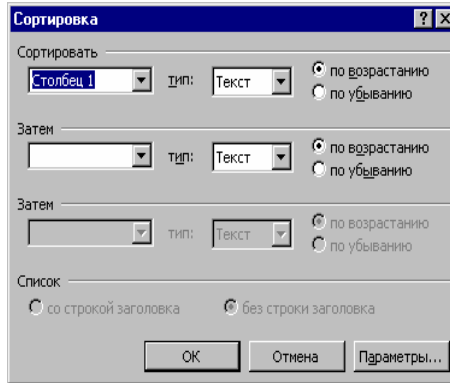 Сортировка
Сортировать
Столбец 1 тип: Текст по возрастанию
по убыванию
Затем
тип: Текст по возрастанию
по убыванию
Затем
тип: Текст по возрастанию
по убыванию
Список
со строкой заголовка без строки заголовка
ОК Отмена Параметры...